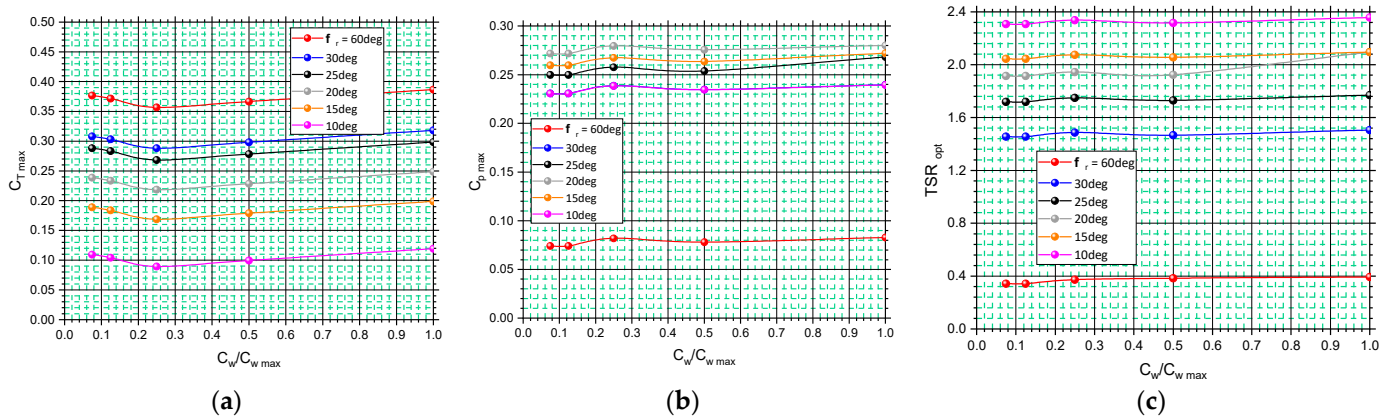 0.50
0.45
0.40
0.35
0.30
0.25
0.20
0.15
0.10
0.05
0.00
C_T max
0.0 0.1 0.2 0.3 0.4 0.5 0.6 0.7 0.8 0.9 1.0
C_w/C_w max
f r = 60deg
30deg
25deg
20deg
15deg
10deg
(a)
0.30
0.25
0.20
0.15
0.10
0.05
0.00
C_p max
0.0 0.1 0.2 0.3 0.4 0.5 0.6 0.7 0.8 0.9 1.0
C_w/C_w max
f r = 60deg
30deg
25deg
20deg
15deg
10deg
(b)
2.4
2.0
1.6
1.2
0.8
0.4
0.0
TSR opt
0.0 0.1 0.2 0.3 0.4 0.5 0.6 0.7 0.8 0.9 1.0
C_w/C_w max
f r = 60deg
30deg
25deg
20deg
15deg
10deg
(c)